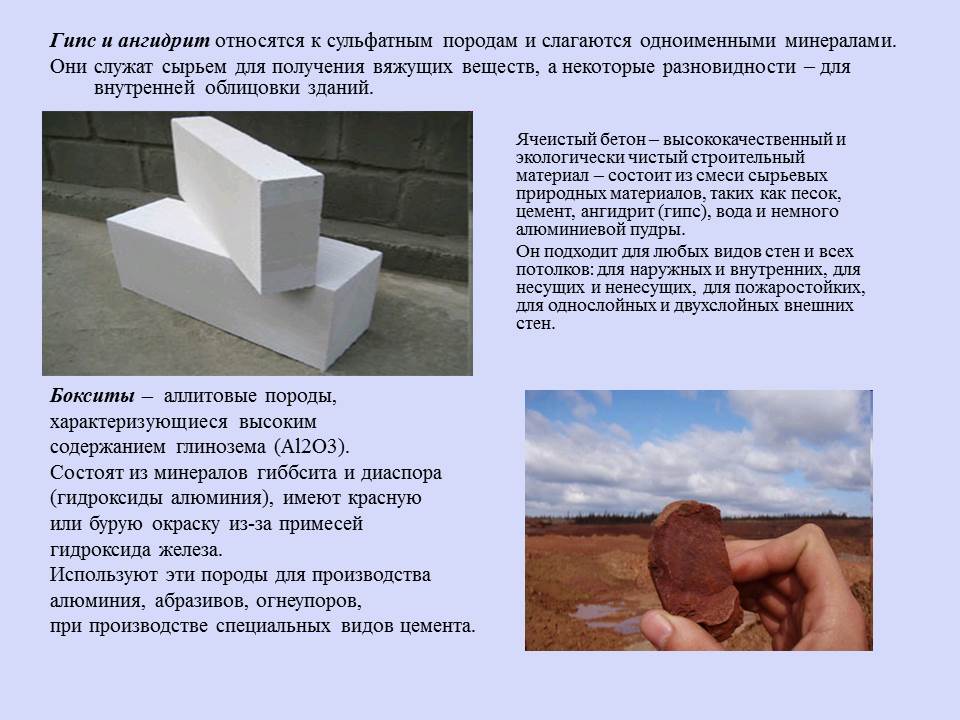 Гипс и ангидрит относятся к сульфатным породам и слагаются одноименными минералами.
Они служат сырьем для получения вяжущих веществ, а некоторые разновидности – для
внутренней облицовки зданий.
Ячеистый бетон – высококачественный и
экологически чистый строительный
материал – состоит из смеси сырьевых
природных материалов, таких как песок,
цемент, ангидрит (гипс), вода и немного
алюминиевой пудры.
Он подходит для любых видов стен и всех
потолков: для наружных и внутренних, для
несущих и ненесущих, для пожаростойких,
для однослойных и двухслойных внешних
стен.
Бокситы – аллитовые породы,
характеризующиеся высоким
содержанием глинозема (Al2O3).
Состоят из минералов гиббсита и диаспора
(гидроксиды алюминия), имеют красную
или бурую окраску из-за примесей
гидроксида железа.
Используют эти породы для производства
алюминия, абразивов, огнеупоров,
при производстве специальных видов цемента.